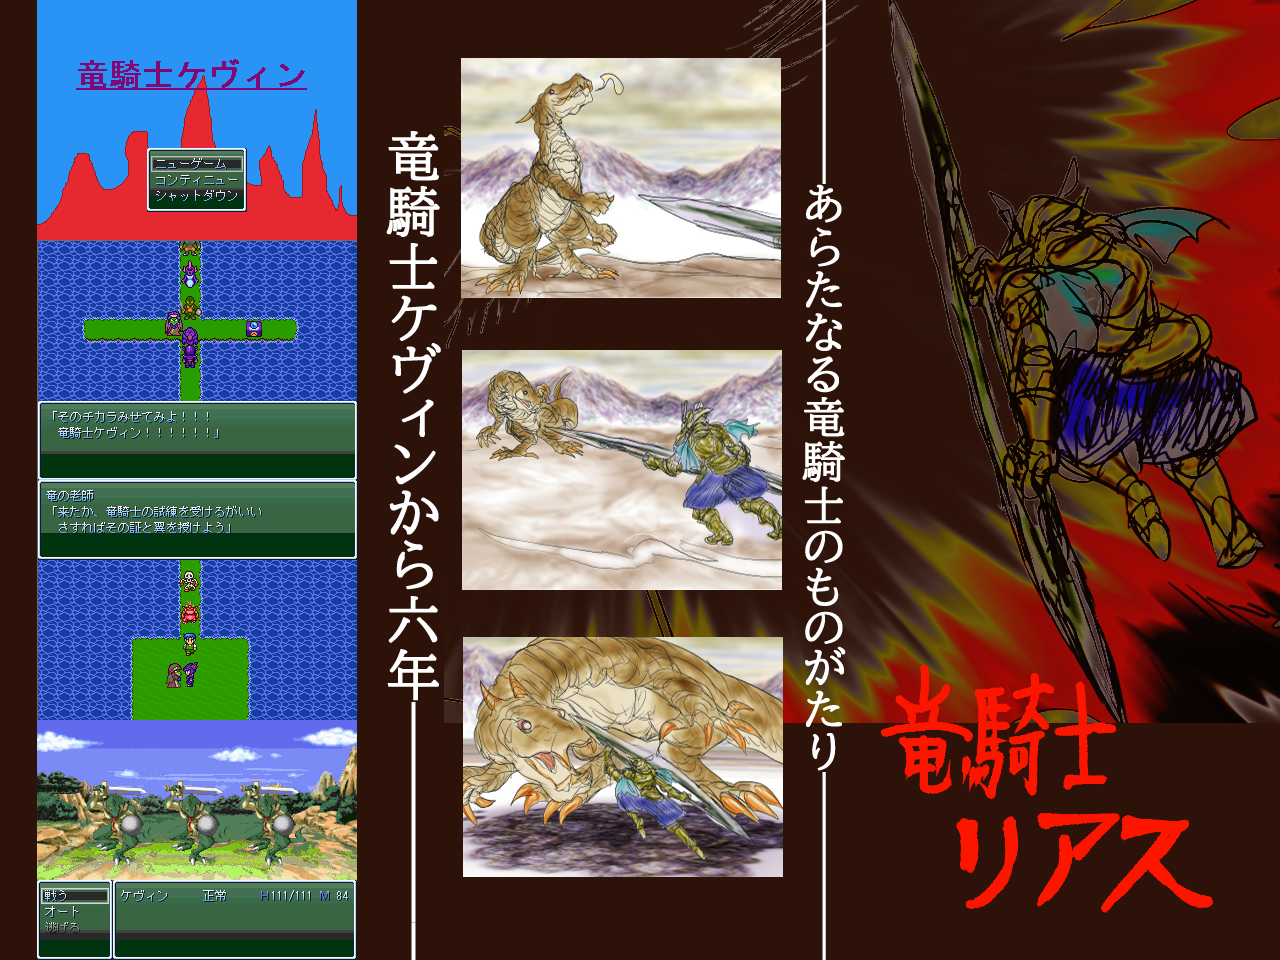 竜騎士ケヴィン
ニューゲーム
コンティニュー
シャットダウン
「そのチカラみせてみよ！！！
竜騎士ケヴィン！！！！！！」
竜の老師
「来たか、竜騎士の試練を受けるがいい
さすればその証と翼を授けよう」
戦う
オート
逃げる
ケヴィン 正常 H111/111 M 84
竜騎士ケヴィンから六年
あらたなる竜騎士のものがたり
竜騎士
リアス